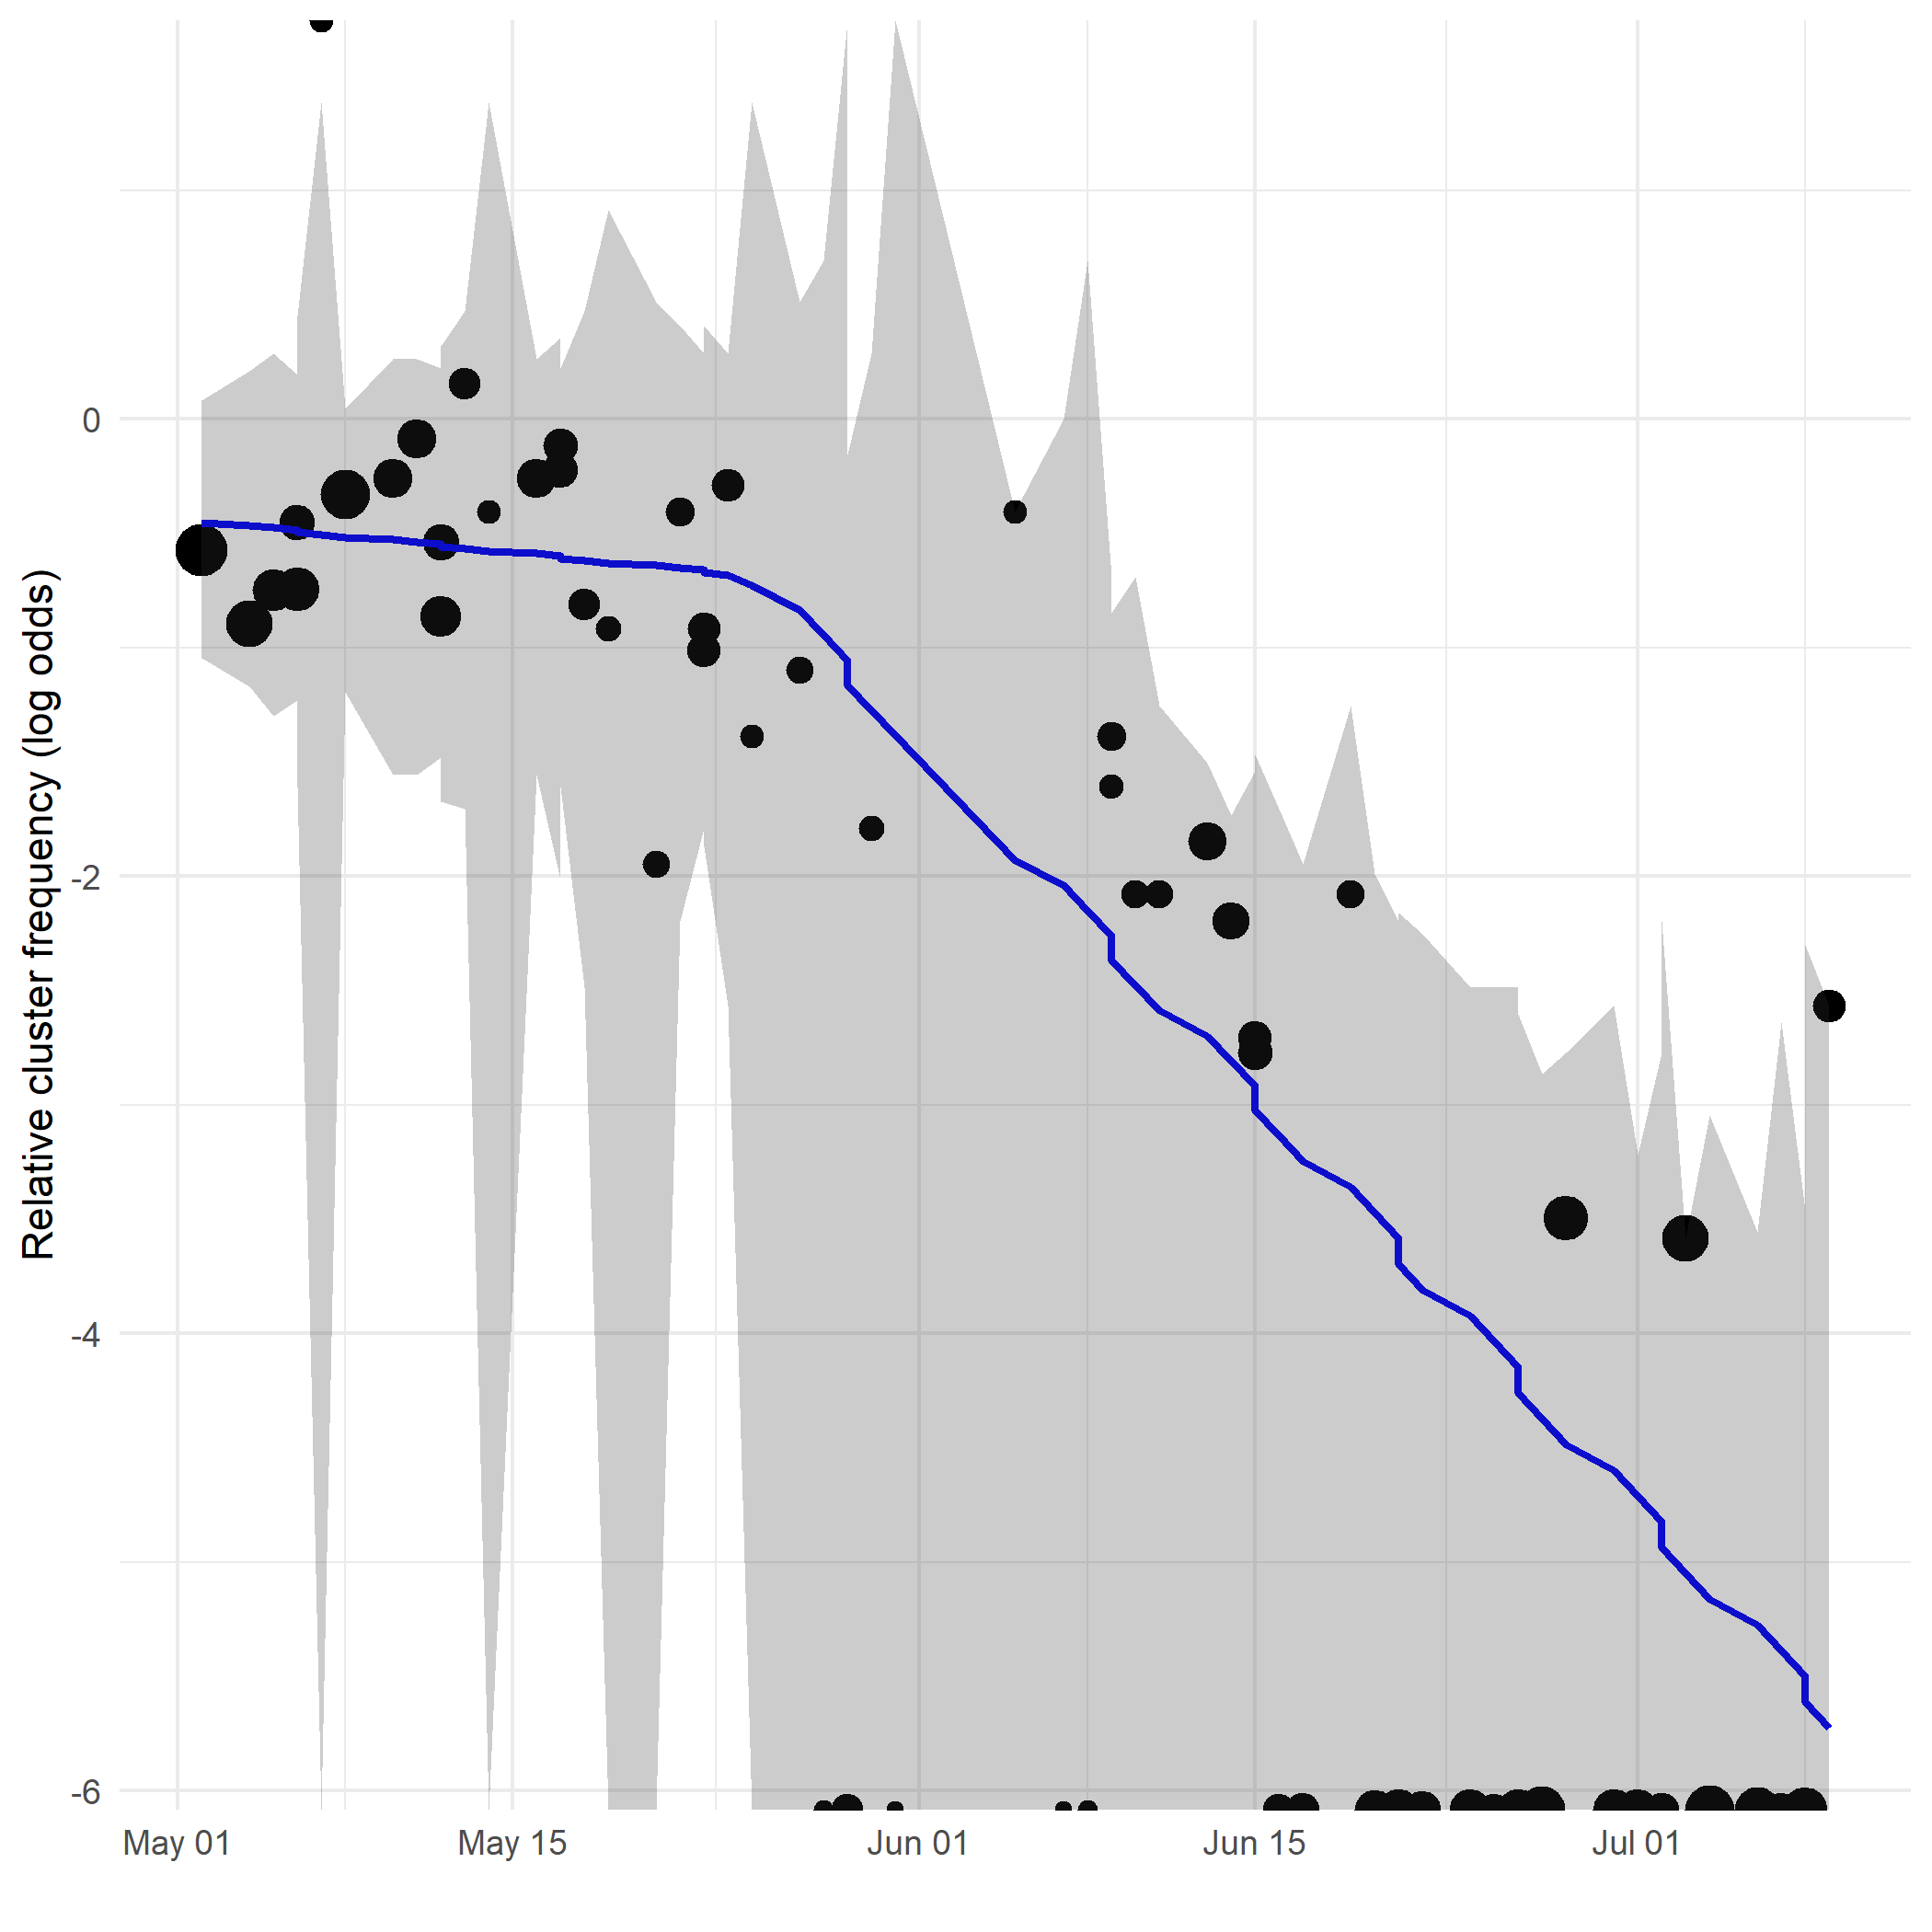 Relative cluster frequency (log odds)
0
-2
-4
-6
May 01
May 15
Jun 01
Jun 15
Jul 01